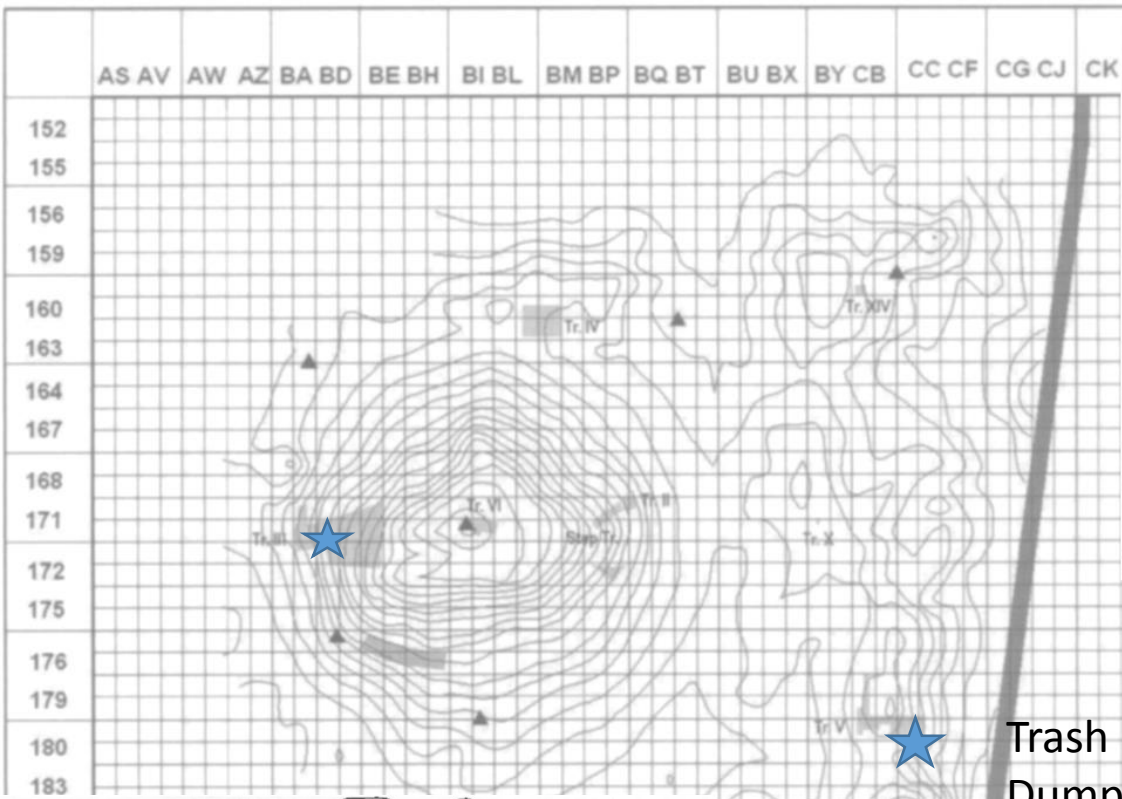 AS AV AW AZ BA BD BE BH BI BL BM BP BQ BT BU BX BY CB CC CF CG CJ CK
152
155
156
159
Tr. XIV
160
Tr. IV
163
164
167
168
Tr. VI
Tr. II
171
Tr. III
Step Tr.
Tr. X
172
175
176
179
Tr. V
180
Trash
183
Dump